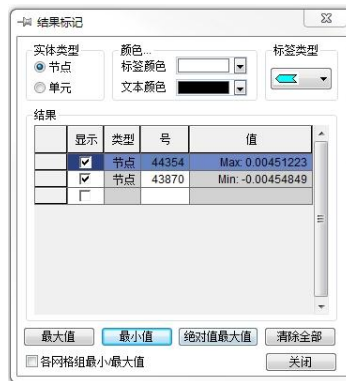 结果标记
实体类型
节点
单元
颜色...
标签颜色
文本颜色
标签类型
结果
显示 类型 号 值
节点 44354 Max: 0.00451223
节点 43870 Min: -0.00454849
最大值 最小值 绝对值最大值 清除全部
各网格组最小/最大值 关闭